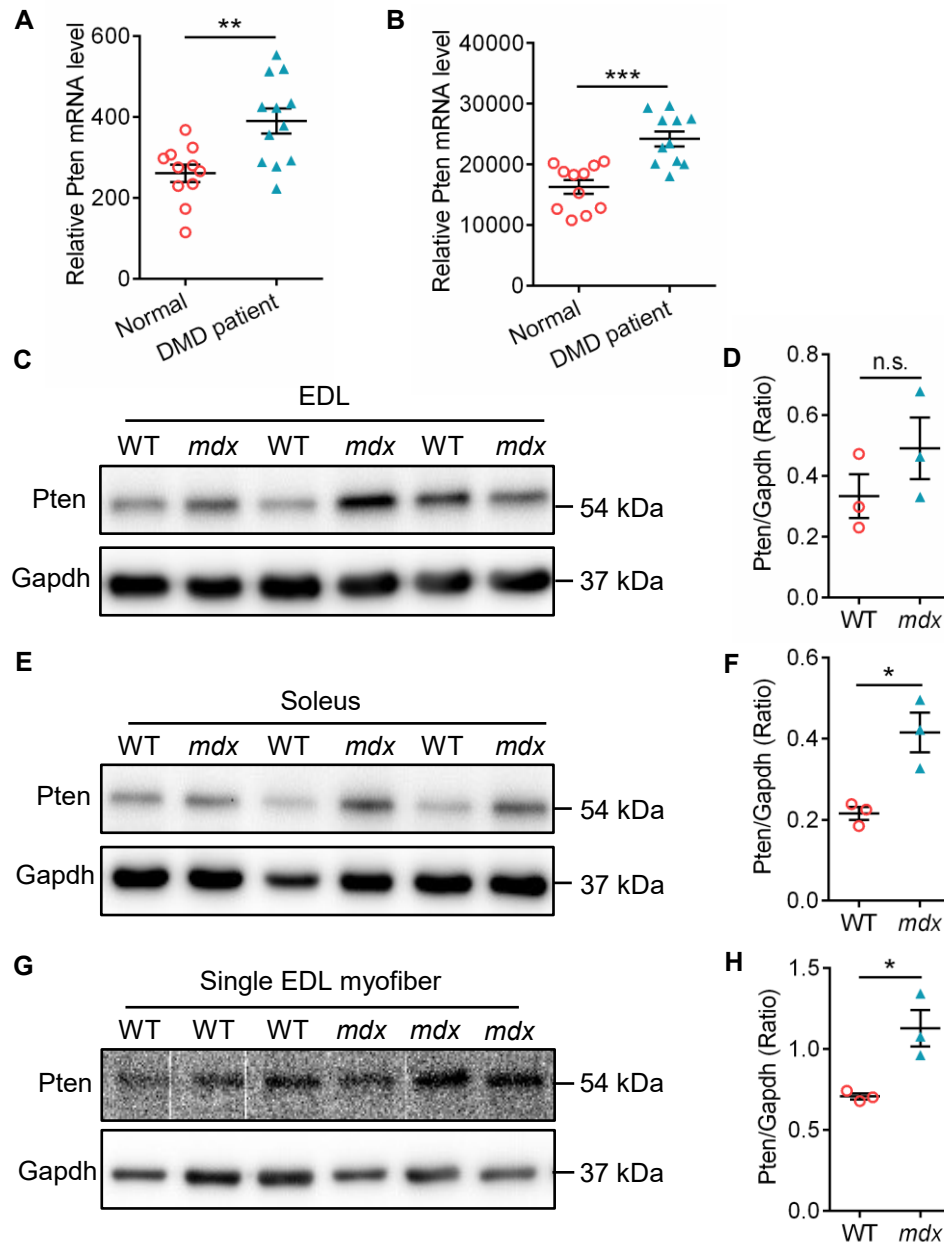 A
Relative Pten mRNA level
600
400
200
0
**
Normal
DMD patient
B
Relative Pten mRNA level
40000
30000
20000
10000
0
***
Normal
DMD patient
C
EDL
WT mdx WT mdx WT mdx
Pten
54 kDa
Gapdh
37 kDa
D
Pten/Gapdh (Ratio)
0.8
0.6
0.4
0.2
0.0
n.s.
WT mdx
E
Soleus
WT mdx WT mdx WT mdx
Pten
54 kDa
Gapdh
37 kDa
F
Pten/Gapdh (Ratio)
0.6
0.4
0.2
0.0
*
WT mdx
G
Single EDL myofiber
WT WT WT mdx mdx mdx
Pten
54 kDa
Gapdh
37 kDa
H
Pten/Gapdh (Ratio)
1.5
1.0
0.5
0.0
*
WT mdx